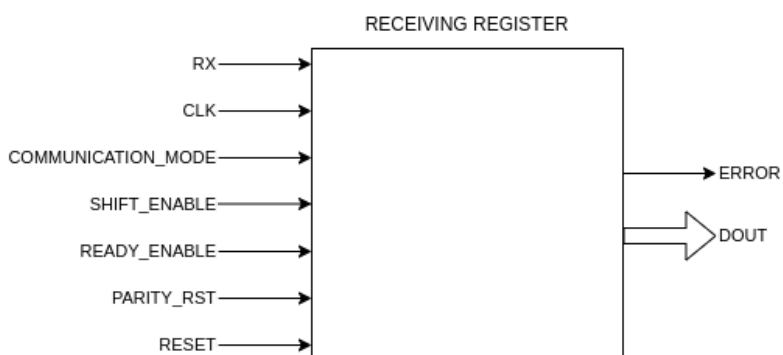 RECEIVING REGISTER
RX
CLK
COMMUNICATION_MODE
SHIFT_ENABLE
READY_ENABLE
PARITY_RST
RESET
ERROR
DOUT